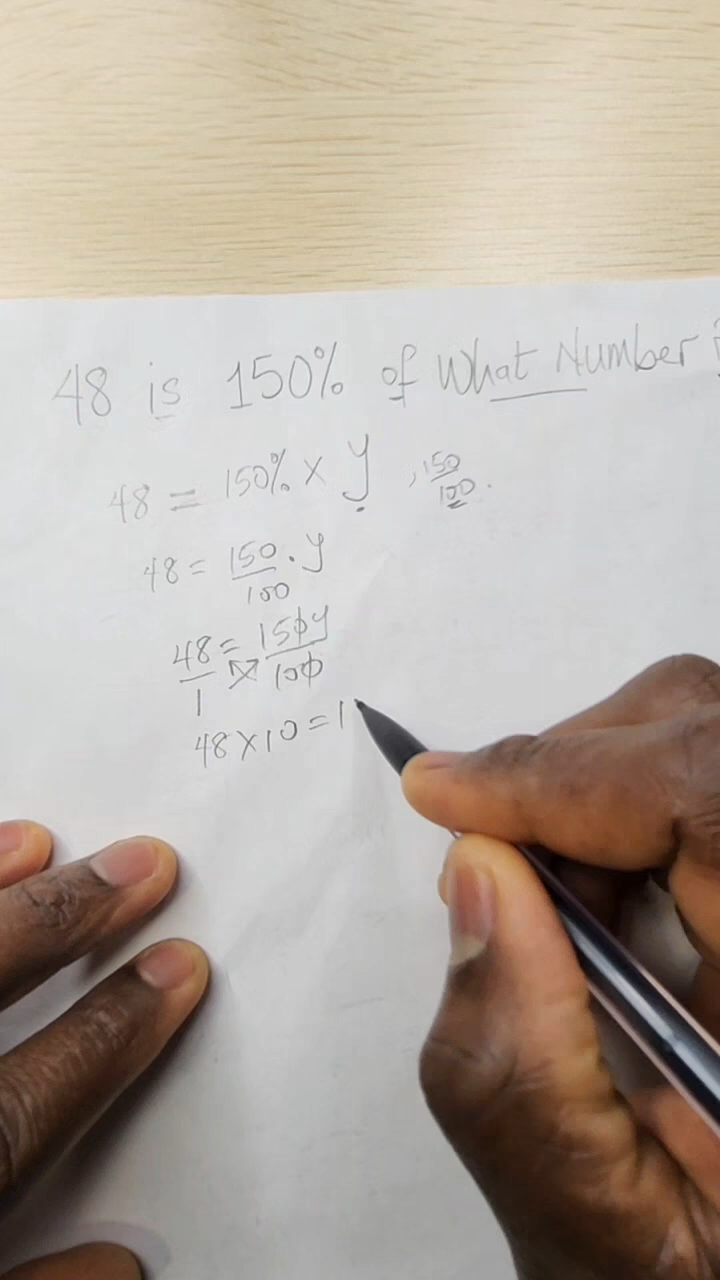 48 is 150% of What Number ?
48 = 150% × y , 150/100 .
48 = 150/100 . y
48/1 = 150y/100
48×10 = 1